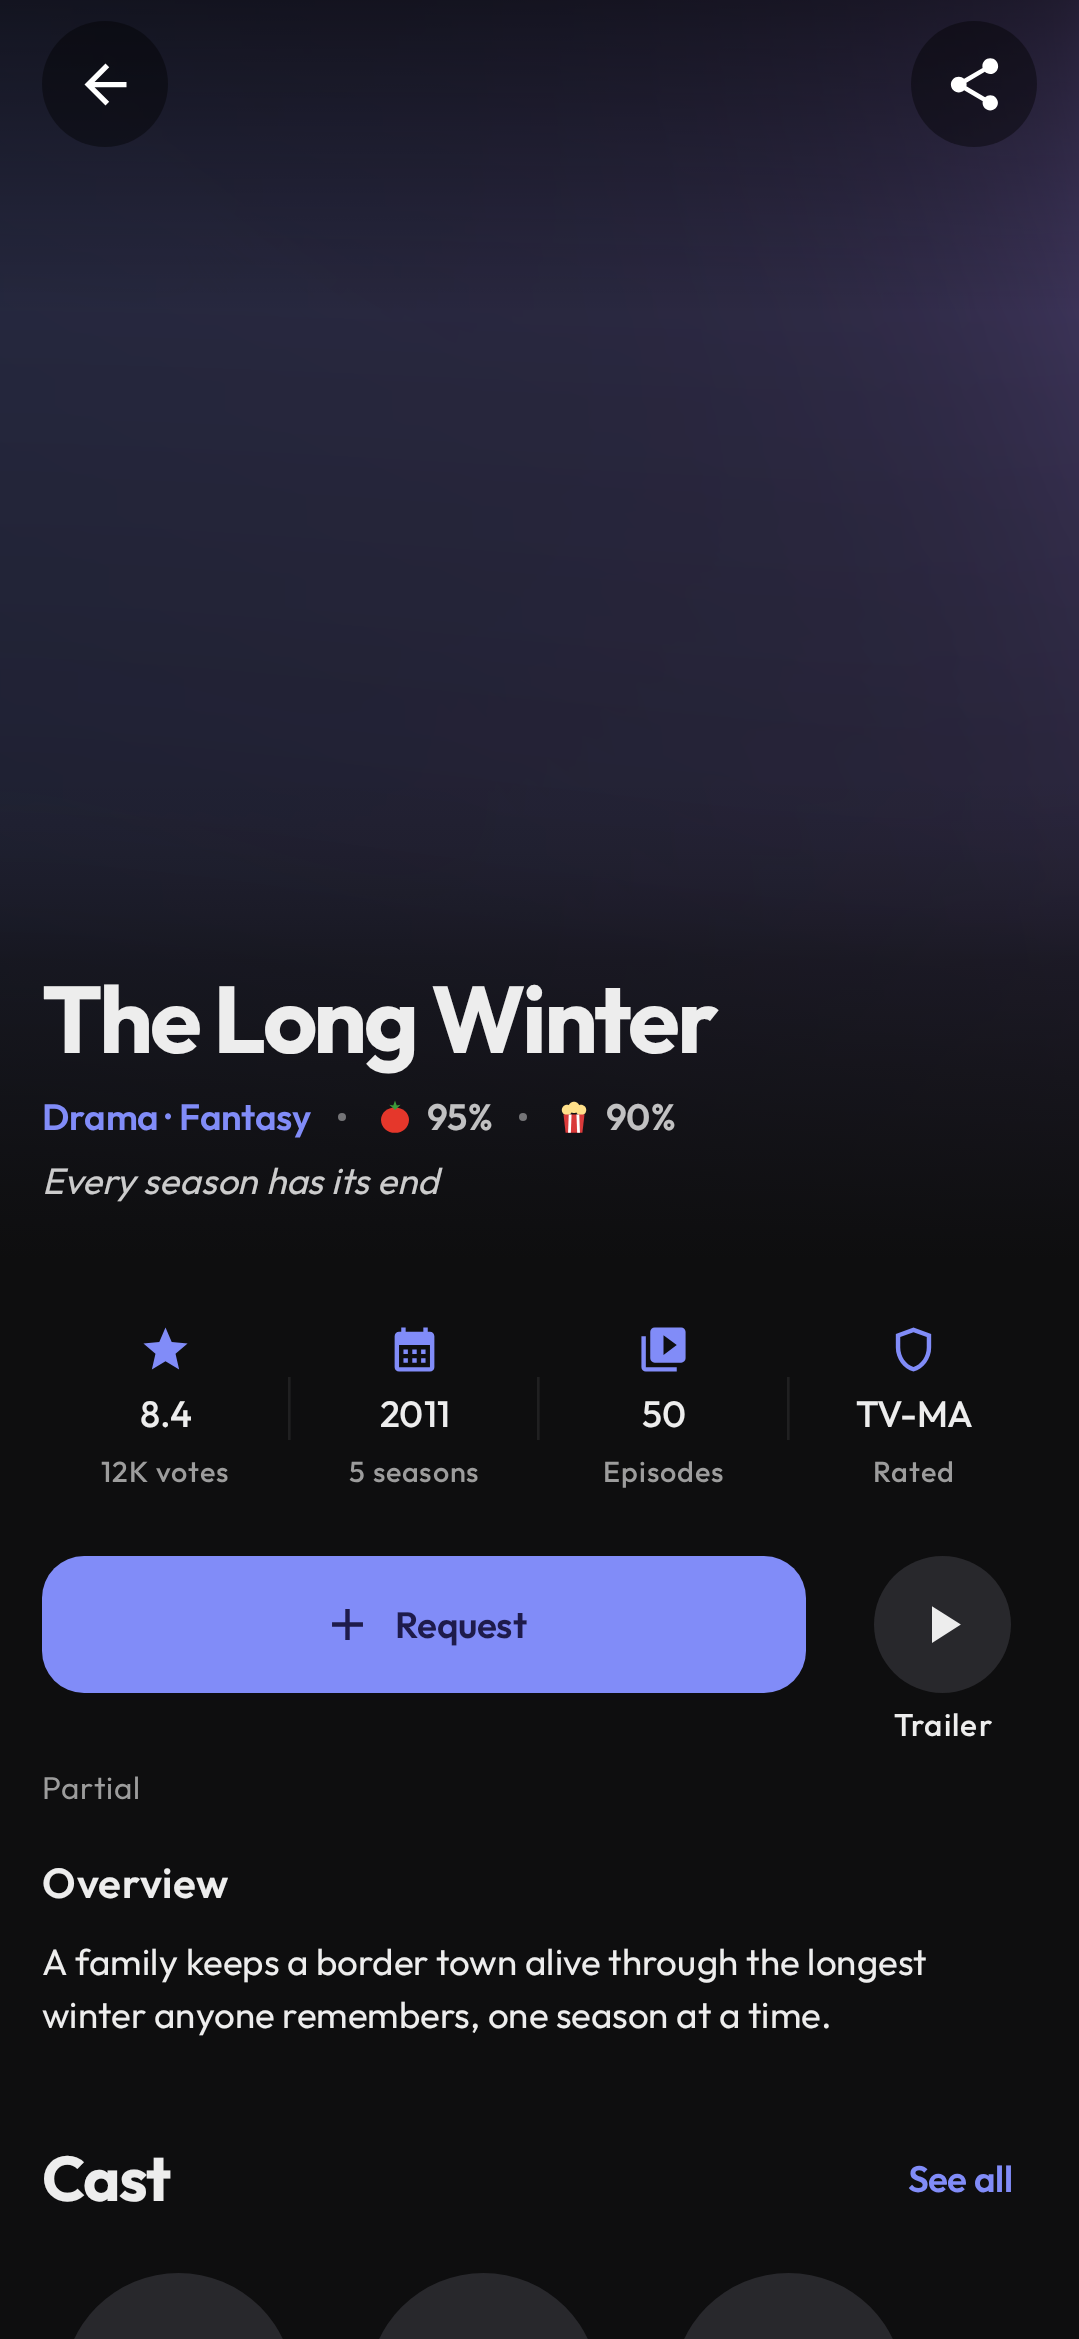 The Long Winter
Drama · Fantasy • 95% • 90%
Every season has its end
8.4 2011 50 TV-MA
12K votes 5 seasons Episodes Rated
Request
Trailer
Partial
Overview
A family keeps a border town alive through the longest
winter anyone remembers, one season at a time.
Cast See all